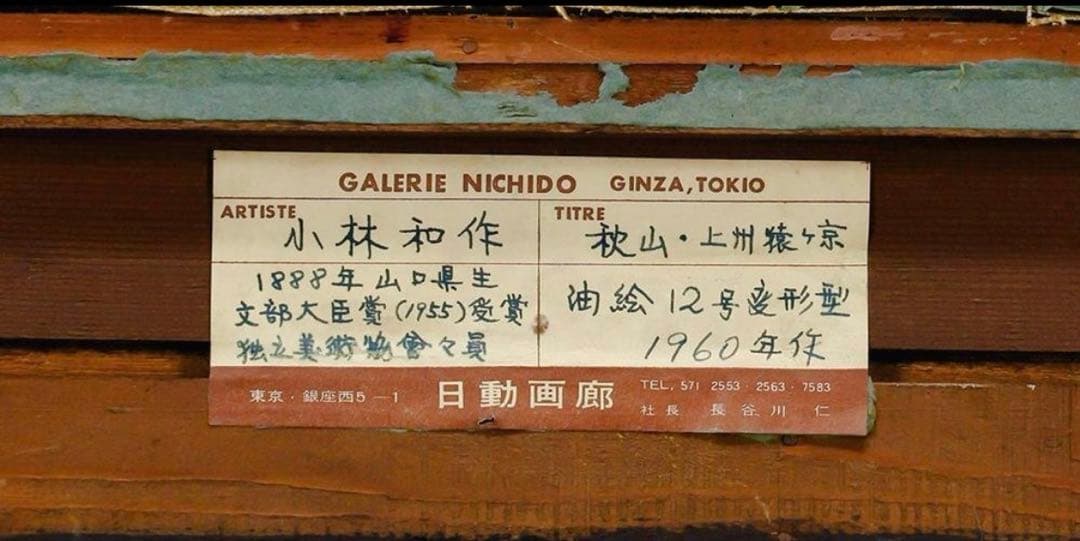 GALERIE NICHIDO GINZA,TOKIO
ARTISTE
小林和作
1888年山口県生
文部大臣賞(1955)受賞
独立美術協會々員
TITRE
秋山・上州猿ヶ京
油絵12号変形型
1960年作
東京・銀座西5-1
日動画廊
TEL, 571 2553・2563・7583
社長 長谷川仁